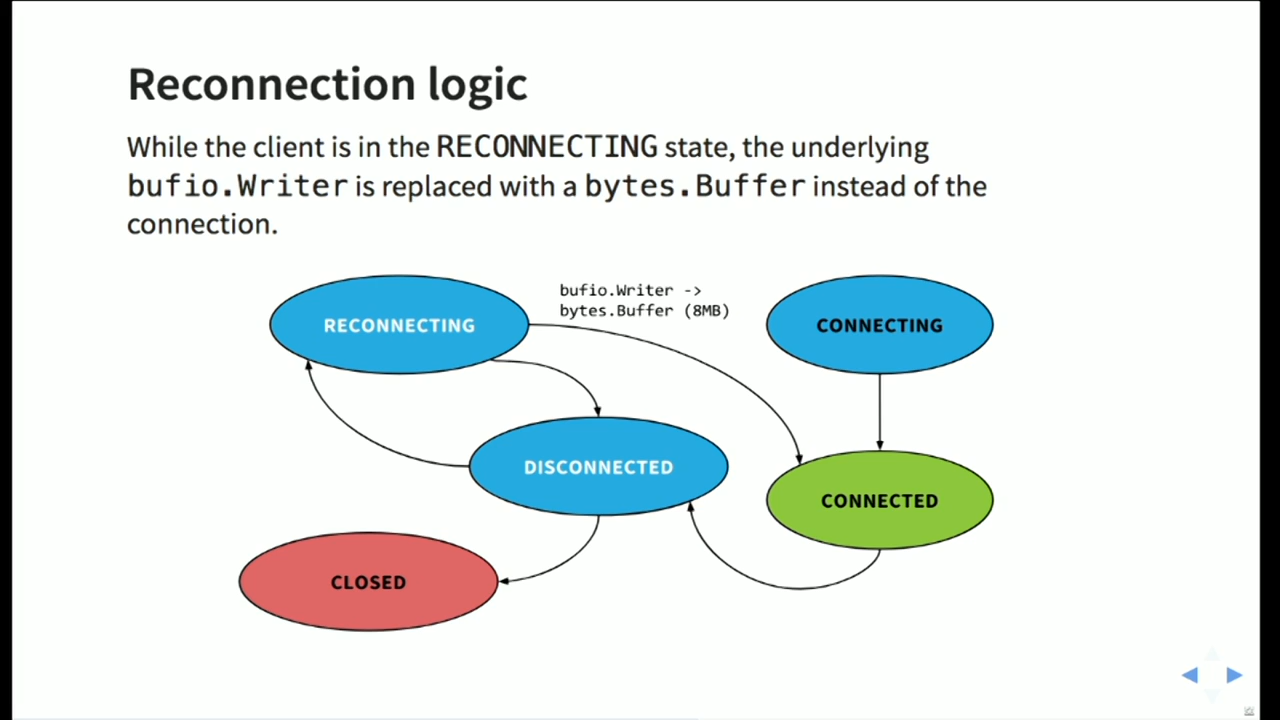 Reconnection logic
While the client is in the RECONNECTING state, the underlying
bufio.Writer is replaced with a bytes.Buffer instead of the
connection.
bufio.Writer ->
bytes.Buffer (8MB)
RECONNECTING
CONNECTING
DISCONNECTED
CONNECTED
CLOSED